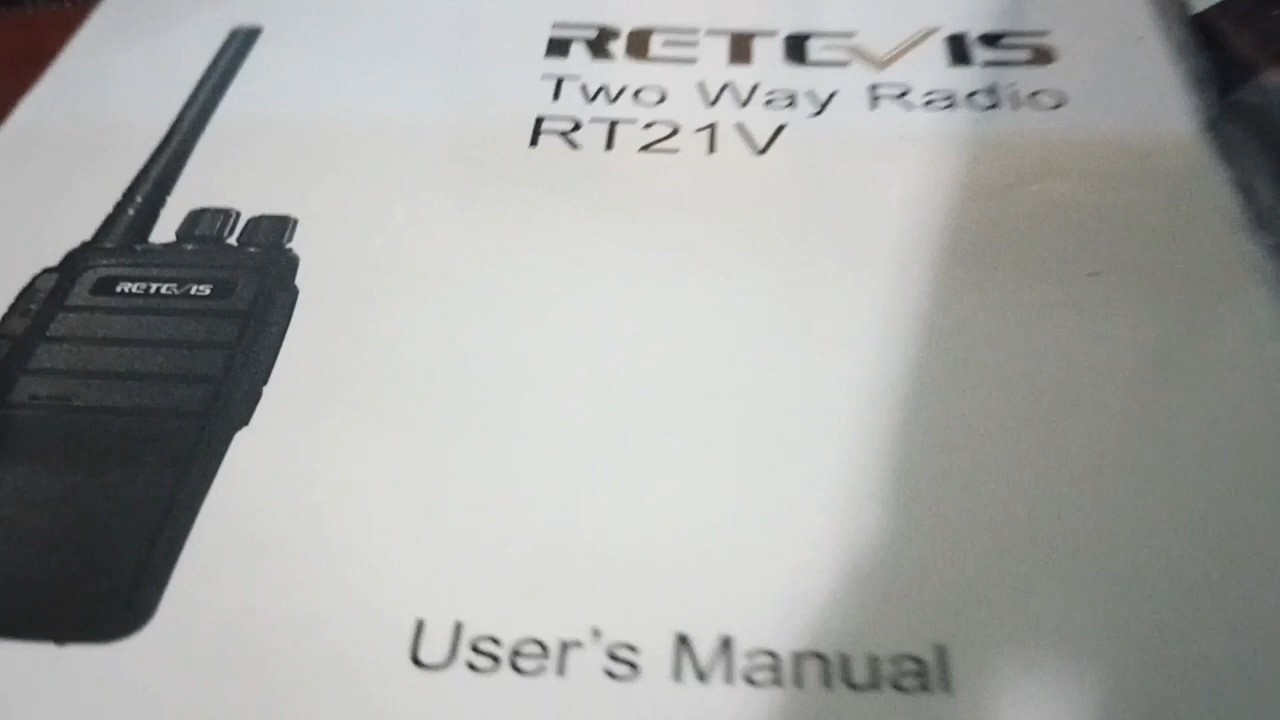 RETEVIS
Two Way Radio
RT21V
RETEVIS
User's Manual